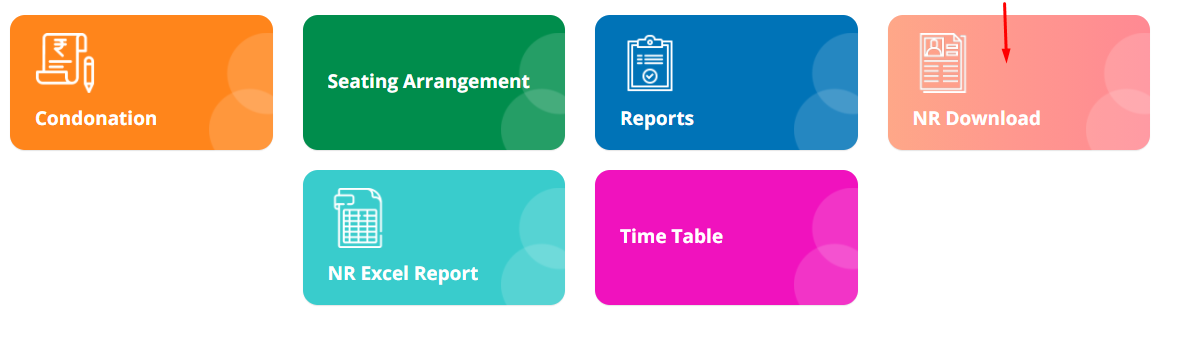 Condonation
Seating Arrangement
Reports
NR Download
NR Excel Report
Time Table